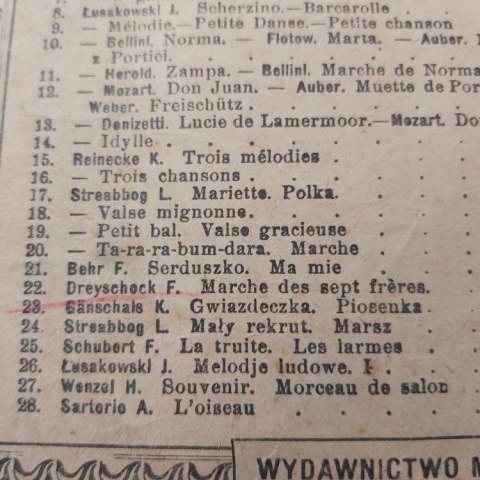 8. Łusakowski J. Scherzino.—Barcarolle
9. — Mélodie.—Petite Danse.—Petite chanson
10. — Bellini. Norma. — Flotow. Marta. — Auber.
z Portici.
11. — Herold. Zampa. — Bellini. Marche de Norma
12. — Mozart. Don Juan. — Auber. Muette de Por
Weber. Freischütz
13. — Donizetti. Lucie de Lamermoor.—Mozart. Do
14. — Idylle
15. Reinecke K. Trois mélodies
16. — Trois chansons
17. Streabbog L. Mariette. Polka.
18. — Valse mignonne.
19. — Petit bal. Valse gracieuse
20. — Ta-ra-ra-bum-dara. Marche
21. Behr F. Serduszko. Ma mie
22. Dreyschock F. Marche des sept frères.
23. Gänschals K. Gwiazdeczka. Piosenka
24. Streabbog L. Mały rekrut. Marsz
25. Schubert F. La truite. Les larmes
26. Łusakowski J. Melodje ludowe. I
27. Wenzel H. Souvenir. Morceau de salon
28. Sartorio A. L'oiseau
WYDAWNICTWO M